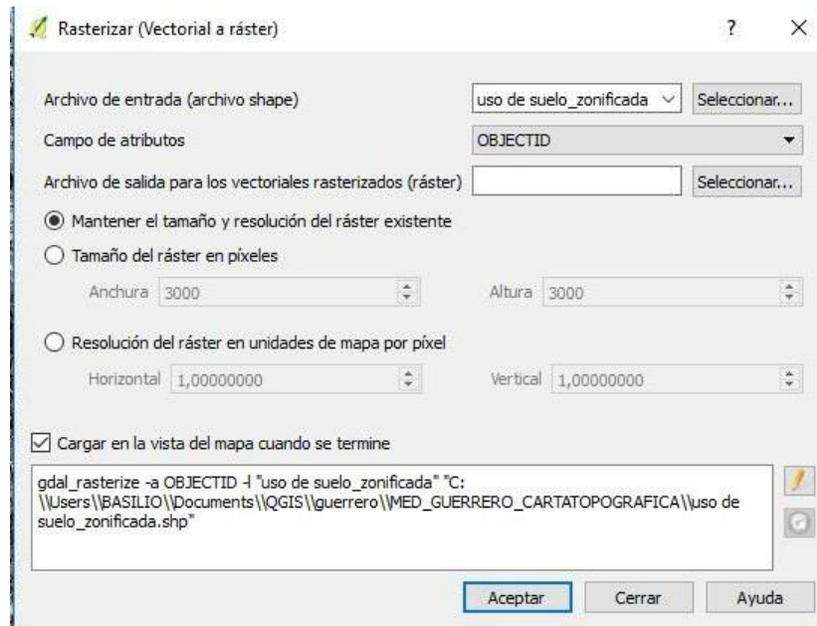 Rasterizar (Vectorial a ráster)
?
Archivo de entrada (archivo shape)
uso de suelo_zonificada
Seleccionar...
Campo de atributos
OBJECTID
Archivo de salida para los vectoriales rasterizados (ráster)
Seleccionar...
Mantener el tamaño y resolución del ráster existente
Tamaño del ráster en píxeles
Anchura 3000
Altura 3000
Resolución del ráster en unidades de mapa por píxel
Horizontal 1,00000000
Vertical 1,00000000
Cargar en la vista del mapa cuando se termine
gdal_rasterize -a OBJECTID -l "uso de suelo_zonificada" "C:
\\Users\\BASILIO\\Documents\\QGIS\\guerrero\\MED_GUERRERO_CARTATOPOGRAFICA\\uso de
suelo_zonificada.shp"
Aceptar
Cerrar
Ayuda